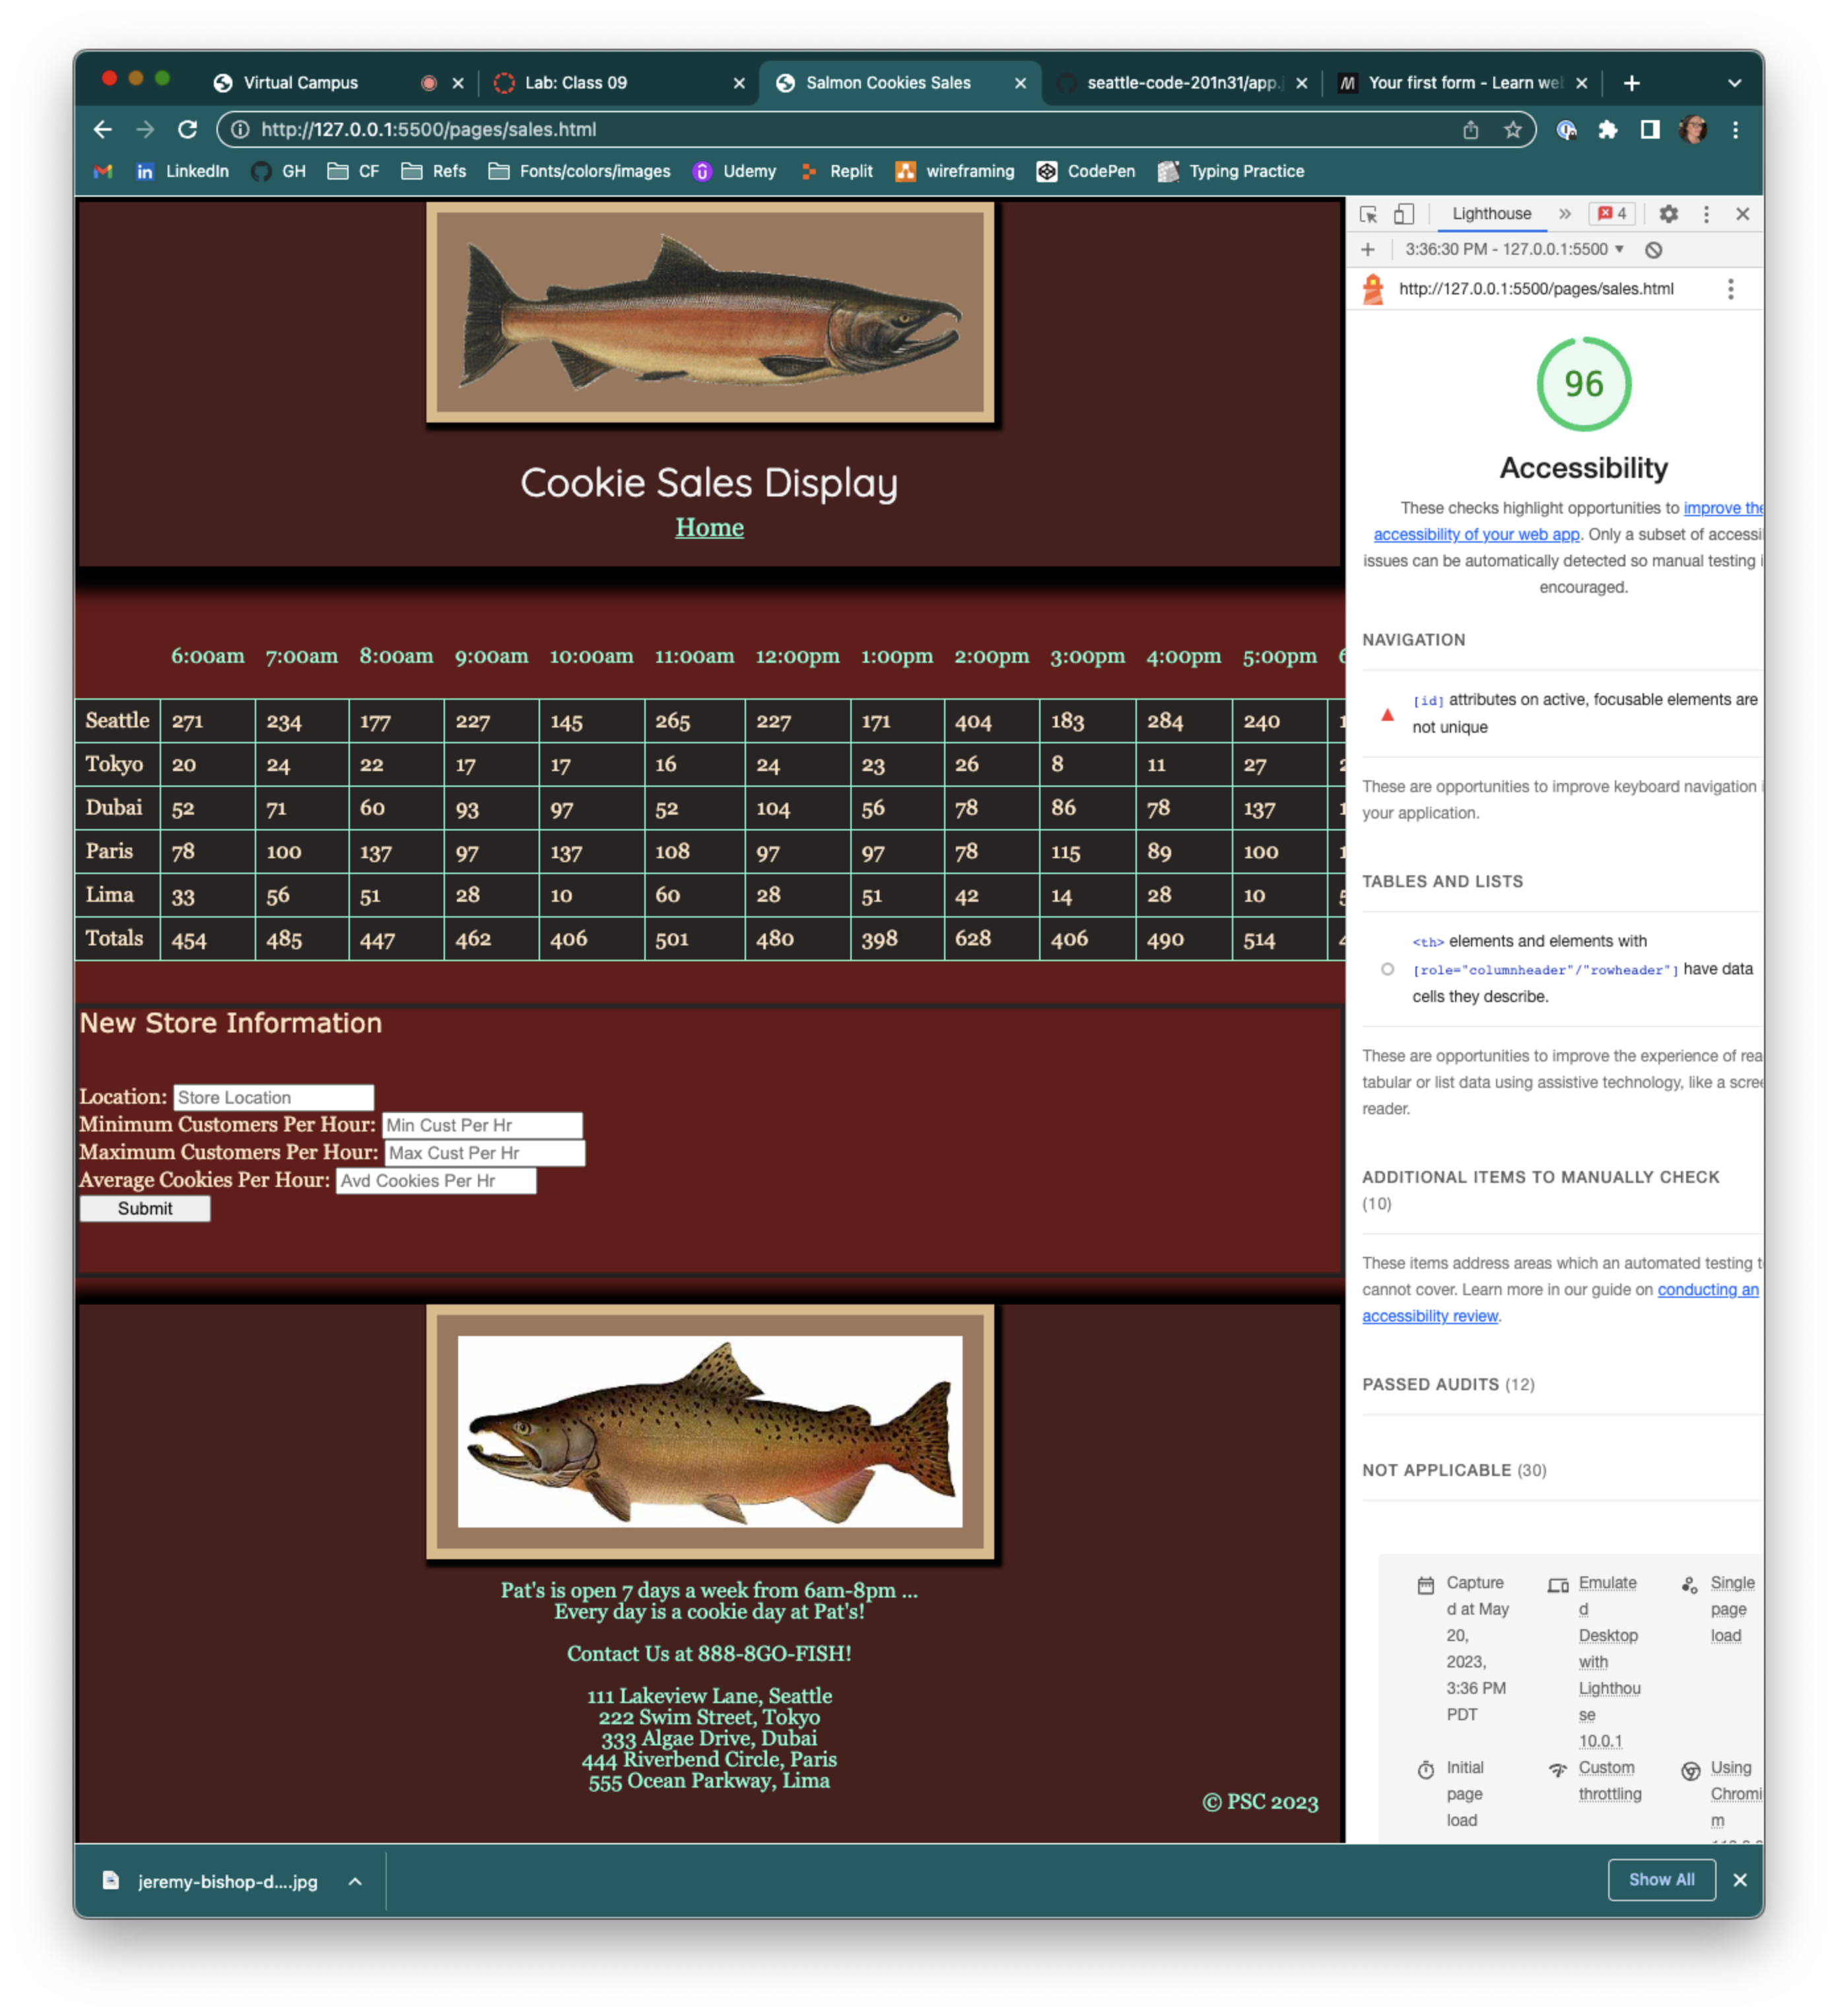 Virtual Campus
Lab: Class 09
Salmon Cookies Sales
seattle-code-201n31/app.
Your first form - Learn we
http://127.0.0.1:5500/pages/sales.html
LinkedIn GH CF Refs Fonts/colors/images Udemy Replit wireframing CodePen Typing Practice
Cookie Sales Display
Home
6:00am 7:00am 8:00am 9:00am 10:00am 11:00am 12:00pm 1:00pm 2:00pm 3:00pm 4:00pm 5:00pm
Seattle 271 234 177 227 145 265 227 171 404 183 284 240
Tokyo 20 24 22 17 17 16 24 23 26 8 11 27
Dubai 52 71 60 93 97 52 104 56 78 86 78 137
Paris 78 100 137 97 137 108 97 97 78 115 89 100
Lima 33 56 51 28 10 60 28 51 42 14 28 10
Totals 454 485 447 462 406 501 480 398 628 406 490 514
New Store Information
Location: Store Location
Minimum Customers Per Hour: Min Cust Per Hr
Maximum Customers Per Hour: Max Cust Per Hr
Average Cookies Per Hour: Avd Cookies Per Hr
Submit
Pat's is open 7 days a week from 6am-8pm ...
Every day is a cookie day at Pat's!
Contact Us at 888-8GO-FISH!
111 Lakeview Lane, Seattle
222 Swim Street, Tokyo
333 Algae Drive, Dubai
444 Riverbend Circle, Paris
555 Ocean Parkway, Lima
© PSC 2023
Lighthouse » 4
3:36:30 PM - 127.0.0.1:5500
http://127.0.0.1:5500/pages/sales.html
96
Accessibility
These checks highlight opportunities to improve the
accessibility of your web app. Only a subset of accessi
issues can be automatically detected so manual testing i
encouraged.
NAVIGATION
[id] attributes on active, focusable elements are
not unique
These are opportunities to improve keyboard navigation i
your application.
TABLES AND LISTS
<th> elements and elements with
[role="columnheader"/"rowheader"] have data
cells they describe.
These are opportunities to improve the experience of rea
tabular or list data using assistive technology, like a scre
reader.
ADDITIONAL ITEMS TO MANUALLY CHECK
(10)
These items address areas which an automated testing t
cannot cover. Learn more in our guide on conducting an
accessibility review.
PASSED AUDITS (12)
NOT APPLICABLE (30)
Capture
d at May
20,
2023,
3:36 PM
PDT
Emulate
d
Desktop
with
Lighthou
se
10.0.1
Single
page
load
Initial
page
load
Custom
throttling
Using
Chromi
m
jeremy-bishop-d....jpg
Show All